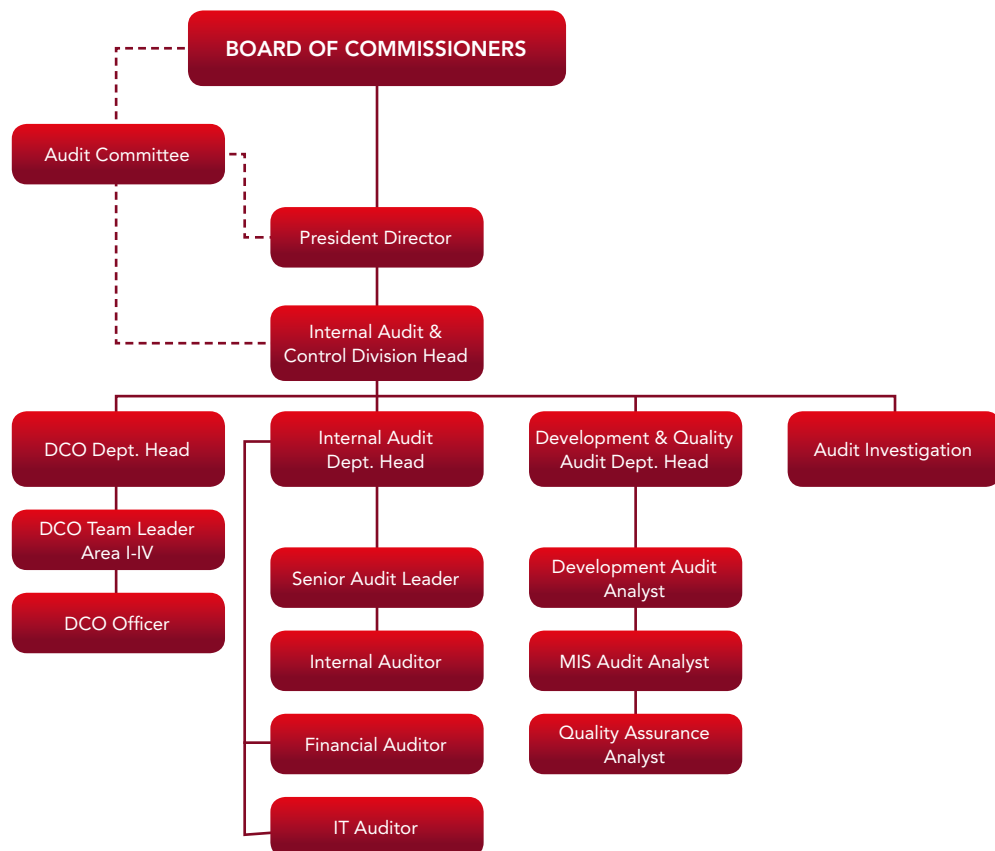 BOARD OF COMMISSIONERS
Audit Committee
President Director
Internal Audit &
Control Division Head
DCO Dept. Head
Internal Audit
Dept. Head
Development & Quality
Audit Dept. Head
Audit Investigation
DCO Team Leader
Area I-IV
DCO Officer
Senior Audit Leader
Internal Auditor
Financial Auditor
IT Auditor
Development Audit
Analyst
MIS Audit Analyst
Quality Assurance
Analyst